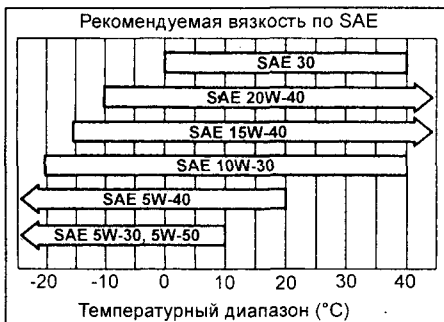 Рекомендуемая вязкость по SAE
SAE 30
SAE 20W-40
SAE 15W-40
SAE 10W-30
SAE 5W-40
SAE 5W-30, 5W-50
-20 -10 0 10 20 30 40
Температурный диапазон (°C)